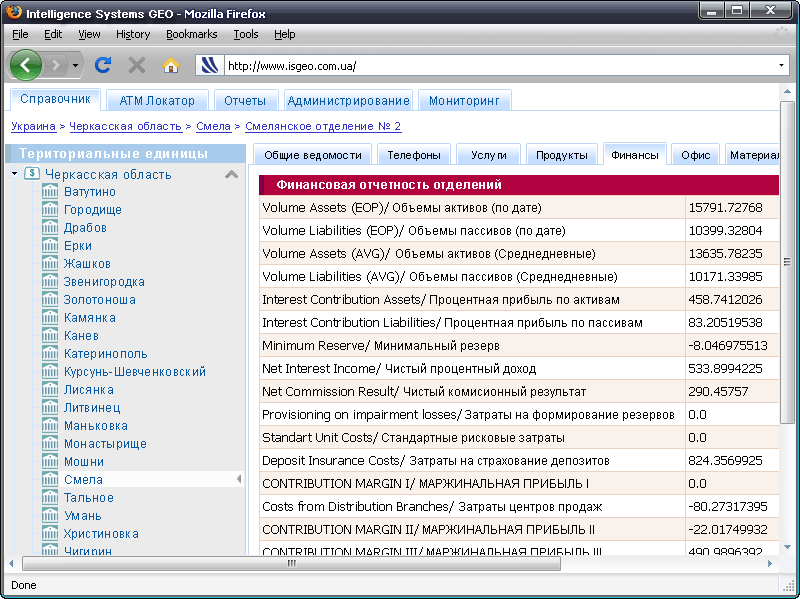 Intelligence Systems GEO - Mozilla Firefox
File Edit View History Bookmarks Tools Help
http://www.isgeo.com.ua/
Справочник АТМ Локатор Отчеты Администрирование Мониторинг
Украина > Черкасская область > Смела > Смелянское отделение № 2
Территориальные единицы
Черкасская область
Ватутино
Городище
Драбов
Ерки
Жашков
Звенигородка
Золотоноша
Камянка
Канев
Катеринополь
Курсунь-Шевченковский
Лисянка
Литвинец
Маньковка
Монастырище
Мошни
Смела
Тальное
Умань
Христиновка
Чигирин
Общие ведомости Телефоны Услуги Продукты Финансы Офис Материал
Финансовая отчетность отделений
Volume Assets (EOP)/ Объемы активов (по дате) 15791.72768
Volume Liabilities (EOP)/ Объемы пассивов (по дате) 10399.32804
Volume Assets (AVG)/ Объемы активов (Среднедневные) 13635.78235
Volume Liabilities (AVG)/ Объемы пассивов (Среднедневные) 10171.33985
Interest Contribution Assets/ Процентная прибыль по активам 458.7412026
Interest Contribution Liabilities/ Процентная прибыль по пассивам 83.20519538
Minimum Reserve/ Минимальный резерв -8.046975513
Net Interest Income/ Чистый процентный доход 533.8994225
Net Commission Result/ Чистый комисионный результат 290.45757
Provisioning on impairment losses/ Затраты на формирование резервов 0.0
Standart Unit Costs/ Стандартные рисковые затраты 0.0
Deposit Insurance Costs/ Затраты на страхование депозитов 824.3569925
CONTRIBUTION MARGIN I/ МАРЖИНАЛЬНАЯ ПРИБЫЛЬ I 0.0
Costs from Distribution Branches/ Затраты центров продаж -80.27317395
CONTRIBUTION MARGIN II/ МАРЖИНАЛЬНАЯ ПРИБЫЛЬ II -22.01749932
CONTRIBUTION MARGIN III/ МАРЖИНАЛЬНАЯ ПРИБЫЛЬ III 490.9896392
Done